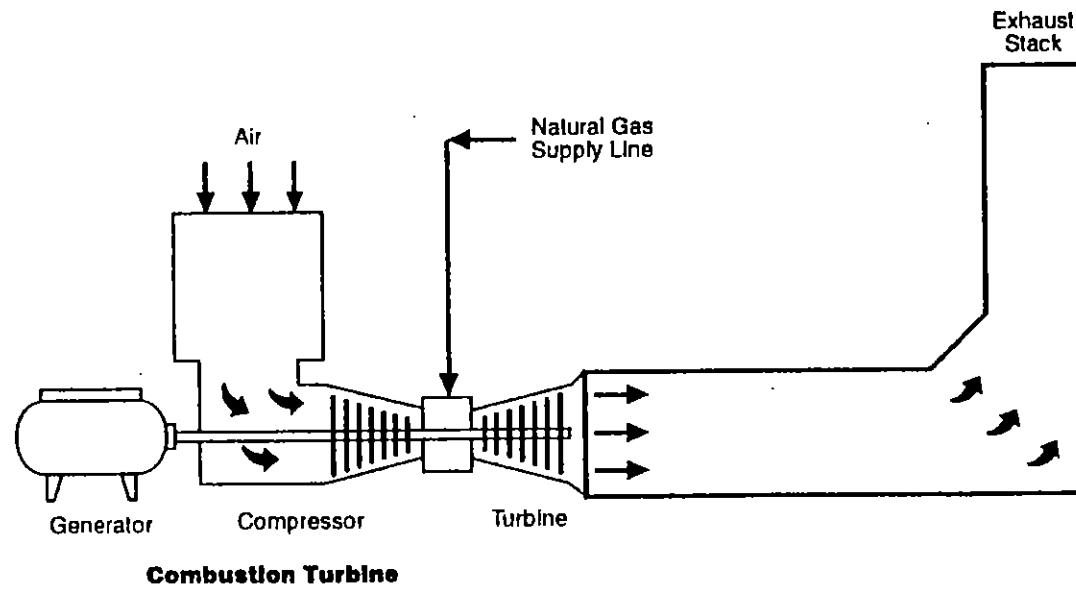 Exhaust
Stack
Natural Gas
Supply Line
Air
Generator
Compressor
Turbine
Combustion Turbine